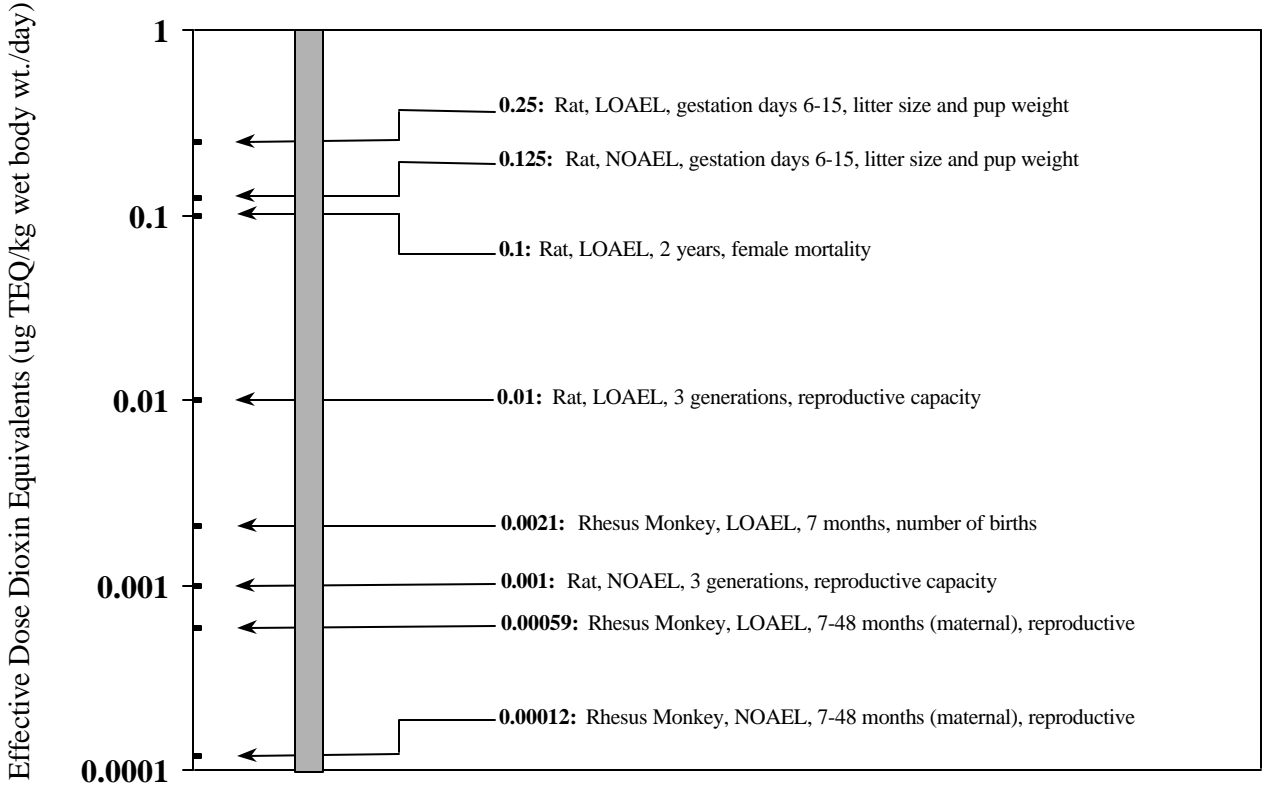 Effective Dose Dioxin Equivalents (ug TEQ/kg wet body wt./day)
1
0.25: Rat, LOAEL, gestation days 6-15, litter size and pup weight
0.125: Rat, NOAEL, gestation days 6-15, litter size and pup weight
0.1
0.1: Rat, LOAEL, 2 years, female mortality
0.01
0.01: Rat, LOAEL, 3 generations, reproductive capacity
0.0021: Rhesus Monkey, LOAEL, 7 months, number of births
0.001
0.001: Rat, NOAEL, 3 generations, reproductive capacity
0.00059: Rhesus Monkey, LOAEL, 7-48 months (maternal), reproductive
0.00012: Rhesus Monkey, NOAEL, 7-48 months (maternal), reproductive
0.0001